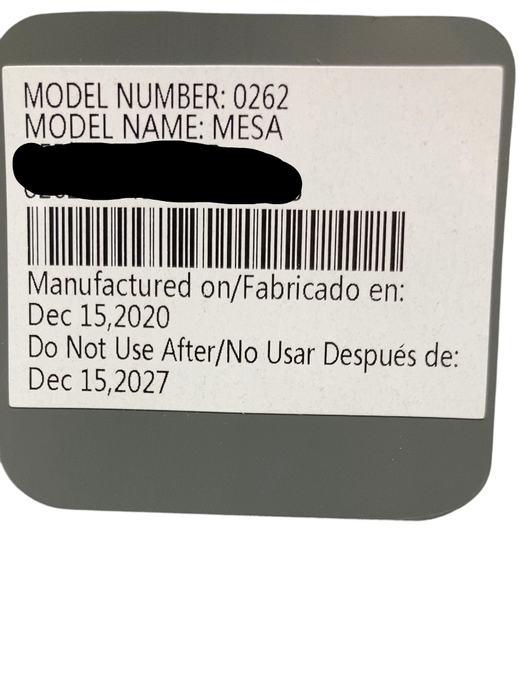 MODEL NUMBER: 0262
MODEL NAME: MESA
Manufactured on/Fabricado en:
Dec 15,2020
Do Not Use After/No Usar Después de:
Dec 15,2027